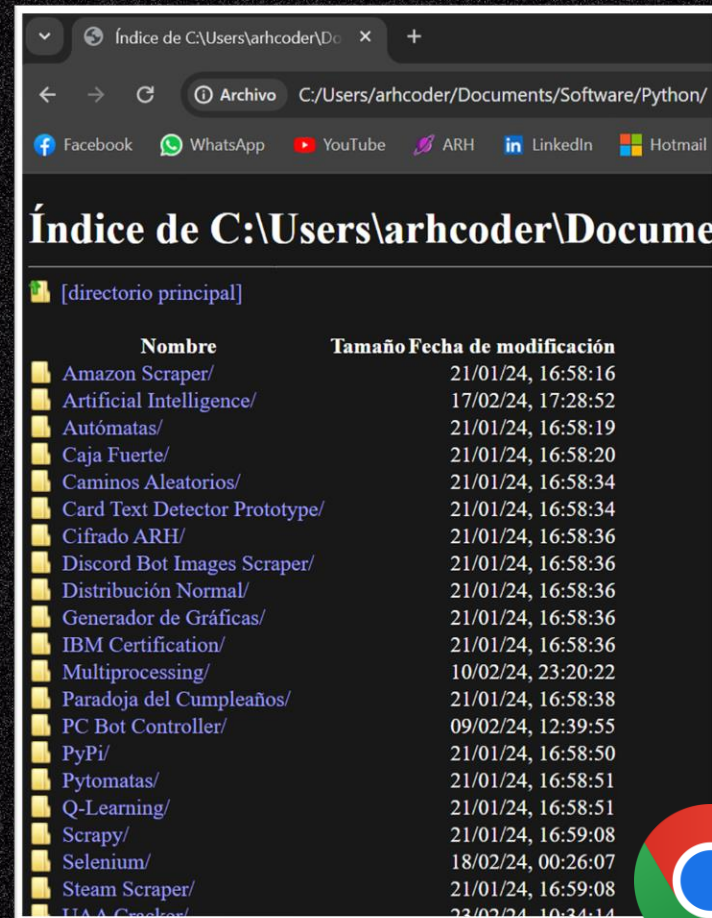 Índice de C:\Users\arhcoder\Do
Archivo C:/Users/arhcoder/Documents/Software/Python/
Facebook WhatsApp YouTube ARH LinkedIn Hotmail
Índice de C:\Users\arhcoder\Docume
[directorio principal]
Nombre Tamaño Fecha de modificación
Amazon Scraper/ 21/01/24, 16:58:16
Artificial Intelligence/ 17/02/24, 17:28:52
Autómatas/ 21/01/24, 16:58:19
Caja Fuerte/ 21/01/24, 16:58:20
Caminos Aleatorios/ 21/01/24, 16:58:34
Card Text Detector Prototype/ 21/01/24, 16:58:34
Cifrado ARH/ 21/01/24, 16:58:36
Discord Bot Images Scraper/ 21/01/24, 16:58:36
Distribución Normal/ 21/01/24, 16:58:36
Generador de Gráficas/ 21/01/24, 16:58:36
IBM Certification/ 21/01/24, 16:58:36
Multiprocessing/ 10/02/24, 23:20:22
Paradoja del Cumpleaños/ 21/01/24, 16:58:38
PC Bot Controller/ 09/02/24, 12:39:55
PyPi/ 21/01/24, 16:58:50
Pytomatas/ 21/01/24, 16:58:51
Q-Learning/ 21/01/24, 16:58:51
Scrapy/ 21/01/24, 16:59:08
Selenium/ 18/02/24, 00:26:07
Steam Scraper/ 21/01/24, 16:59:08
UAA Cracker/ 23/02/24, 10:34:14